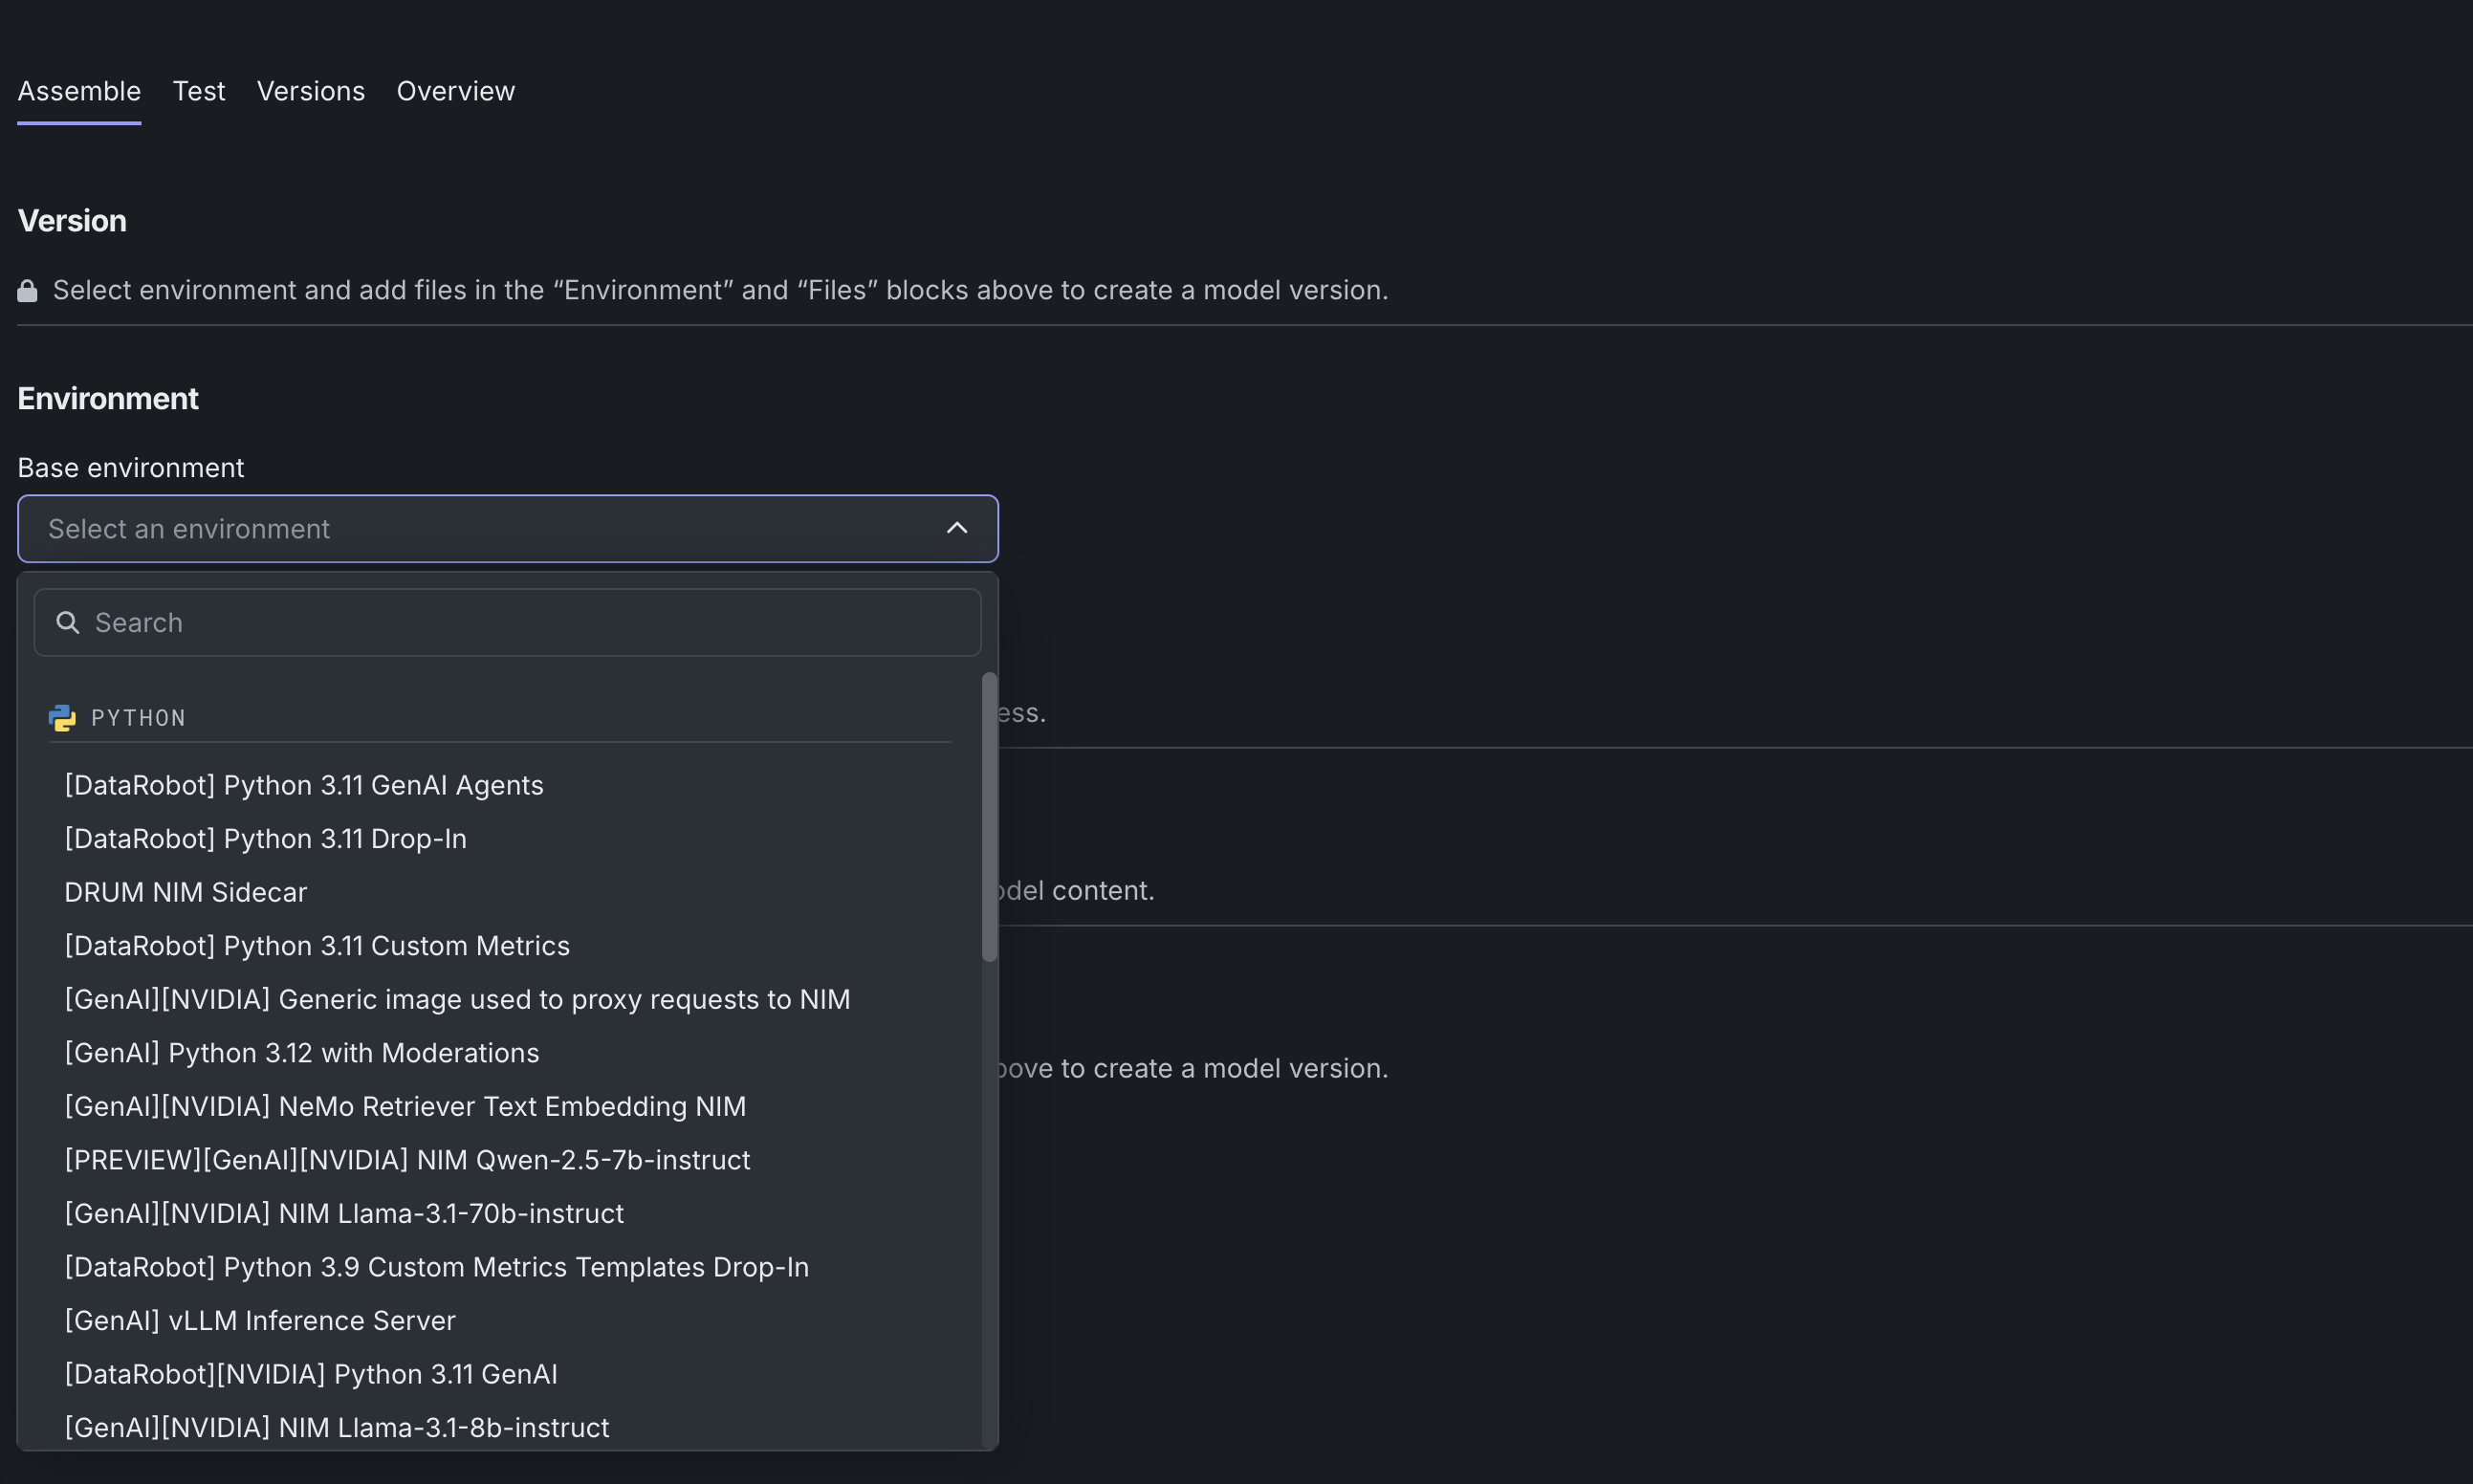 Assemble Test Versions Overview
Version
Select environment and add files in the “Environment” and “Files” blocks above to create a model version.
Environment
Base environment
Select an environment
Search
PYTHON
ess.
[DataRobot] Python 3.11 GenAI Agents
[DataRobot] Python 3.11 Drop-In
DRUM NIM Sidecar
odel content.
[DataRobot] Python 3.11 Custom Metrics
[GenAI][NVIDIA] Generic image used to proxy requests to NIM
[GenAI] Python 3.12 with Moderations
bove to create a model version.
[GenAI][NVIDIA] NeMo Retriever Text Embedding NIM
[PREVIEW][GenAI][NVIDIA] NIM Qwen-2.5-7b-instruct
[GenAI][NVIDIA] NIM Llama-3.1-70b-instruct
[DataRobot] Python 3.9 Custom Metrics Templates Drop-In
[GenAI] vLLM Inference Server
[DataRobot][NVIDIA] Python 3.11 GenAI
[GenAI][NVIDIA] NIM Llama-3.1-8b-instruct